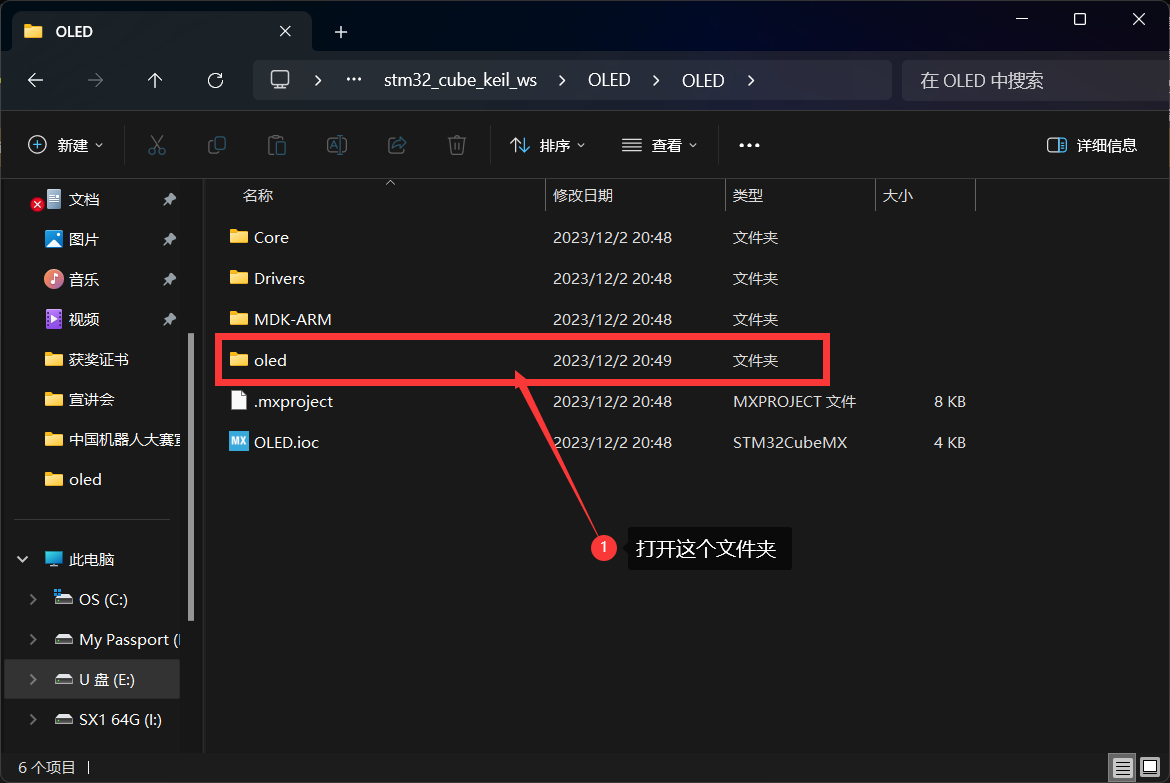 OLED
stm32_cube_keil_ws > OLED > OLED >
在 OLED 中搜索
新建
排序
查看
详细信息
文档
图片
音乐
视频
获奖证书
宣讲会
中国机器人大赛宣
oled
此电脑
OS (C:)
My Passport (
U 盘 (E:)
SX1 64G (I:)
名称 修改日期 类型 大小
Core 2023/12/2 20:48 文件夹
Drivers 2023/12/2 20:48 文件夹
MDK-ARM 2023/12/2 20:48 文件夹
oled 2023/12/2 20:49 文件夹
.mxproject 2023/12/2 20:48 MXPROJECT 文件 8 KB
MX OLED.ioc 2023/12/2 20:48 STM32CubeMX 4 KB
1 打开这个文件夹
6 个项目